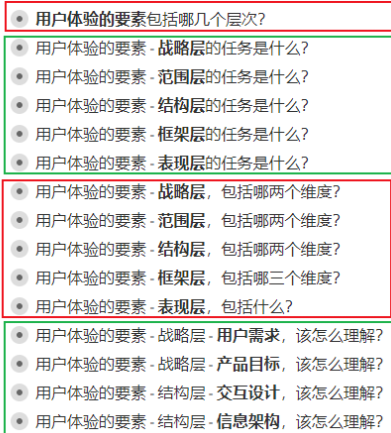 用户体验的要素包括哪几个层次？
用户体验的要素 - 战略层的任务是什么？
用户体验的要素 - 范围层的任务是什么？
用户体验的要素 - 结构层的任务是什么？
用户体验的要素 - 框架层的任务是什么？
用户体验的要素 - 表现层的任务是什么？
用户体验的要素 - 战略层，包括哪两个维度？
用户体验的要素 - 范围层，包括哪两个维度？
用户体验的要素 - 结构层，包括哪两个维度？
用户体验的要素 - 框架层，包括哪三个维度？
用户体验的要素 - 表现层，包括什么？
用户体验的要素 - 战略层 - 用户需求，该怎么理解？
用户体验的要素 - 战略层 - 产品目标，该怎么理解？
用户体验的要素 - 结构层 - 交互设计，该怎么理解？
用户体验的要素 - 结构层 - 信息架构，该怎么理解？